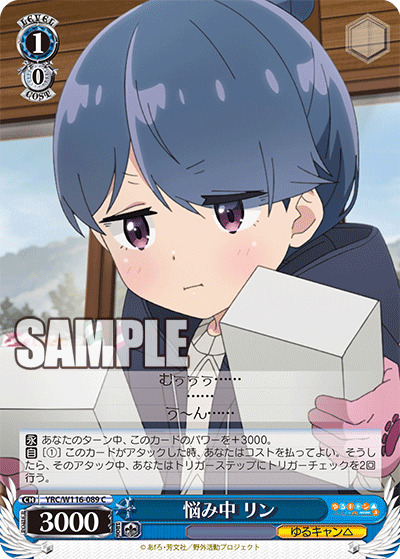 LEVEL
1
0
COST
SAMPLE
むぅぅぅ……
……
う〜ん……
永 あなたのターン中、このカードのパワーを+3000。
自 [①] このカードがアタックした時、あなたはコストを払ってよい。そうし
たら、そのアタック中、あなたはトリガーステップにトリガーチェックを2回
行う。
CH YRC/W116-089 C
3000
悩み中 リン
ゆるキャン△
ゆるキャン△
©あfろ・芳文社/野外活動プロジェクト